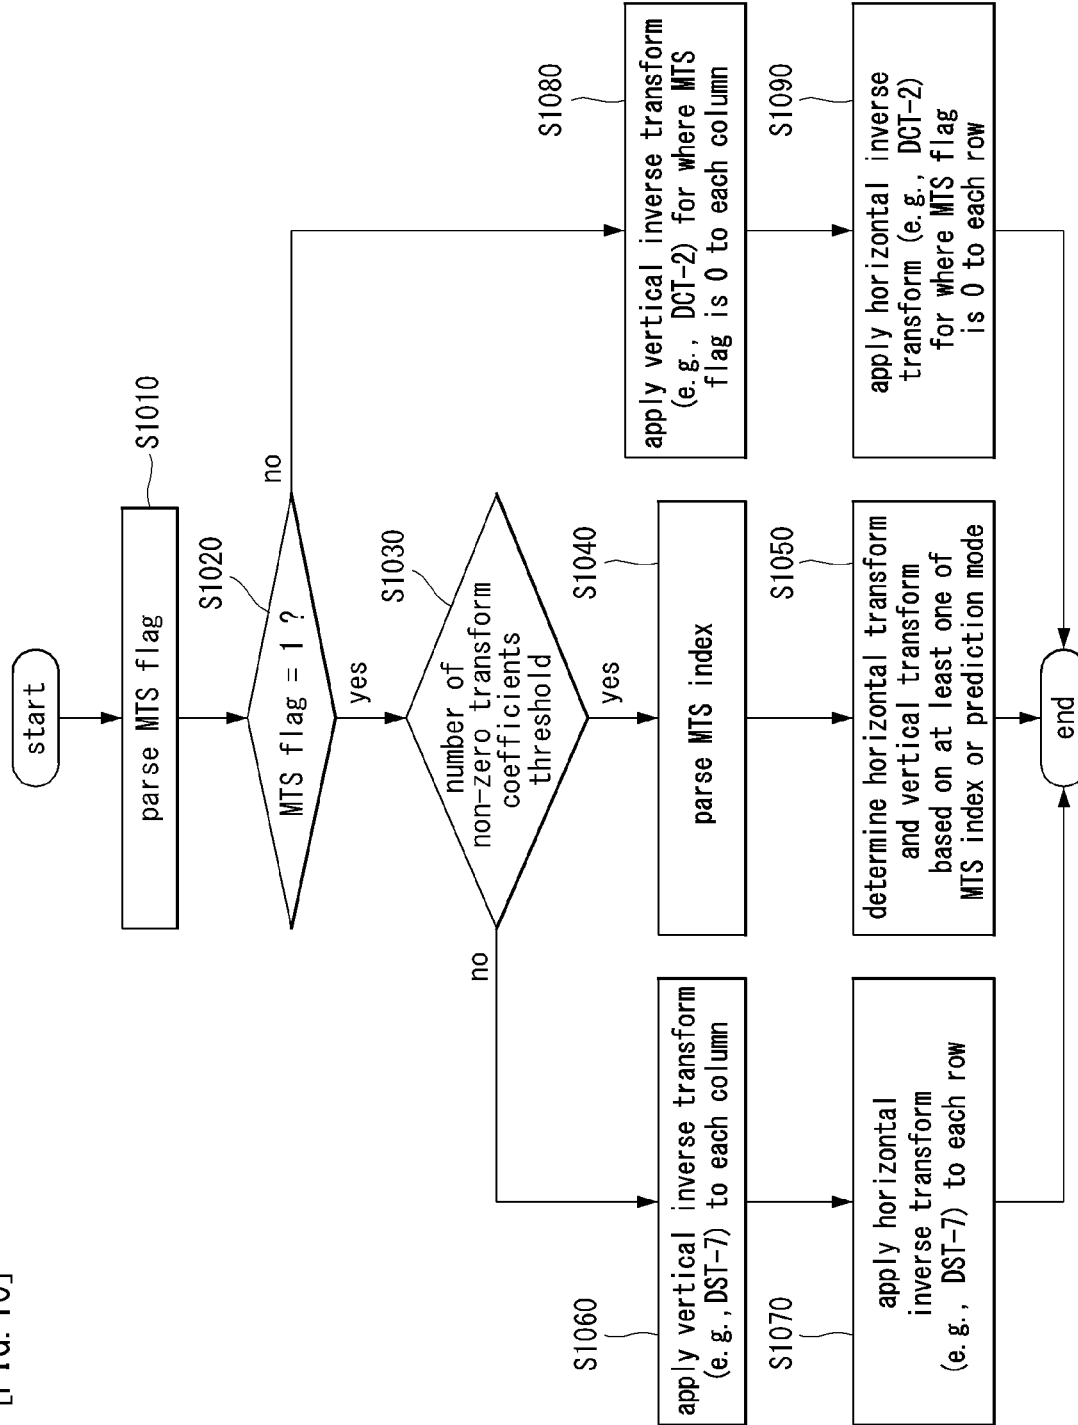 start
parse MTS flag
S1010
MTS flag = 1 ?
S1020
no
yes
number of
non-zero transform
coefficients
threshold
S1030
no
yes
parse MTS index
S1040
determine horizontal transform
and vertical transform
based on at least one of
MTS index or prediction mode
S1050
apply vertical inverse transform
(e.g., DST-7) to each column
S1060
apply horizontal
inverse transform
(e.g., DST-7) to each row
S1070
apply vertical inverse transform
(e.g., DCT-2) for where MTS
flag is 0 to each column
S1080
apply horizontal inverse
transform (e.g., DCT-2)
for where MTS flag
is 0 to each row
S1090
end